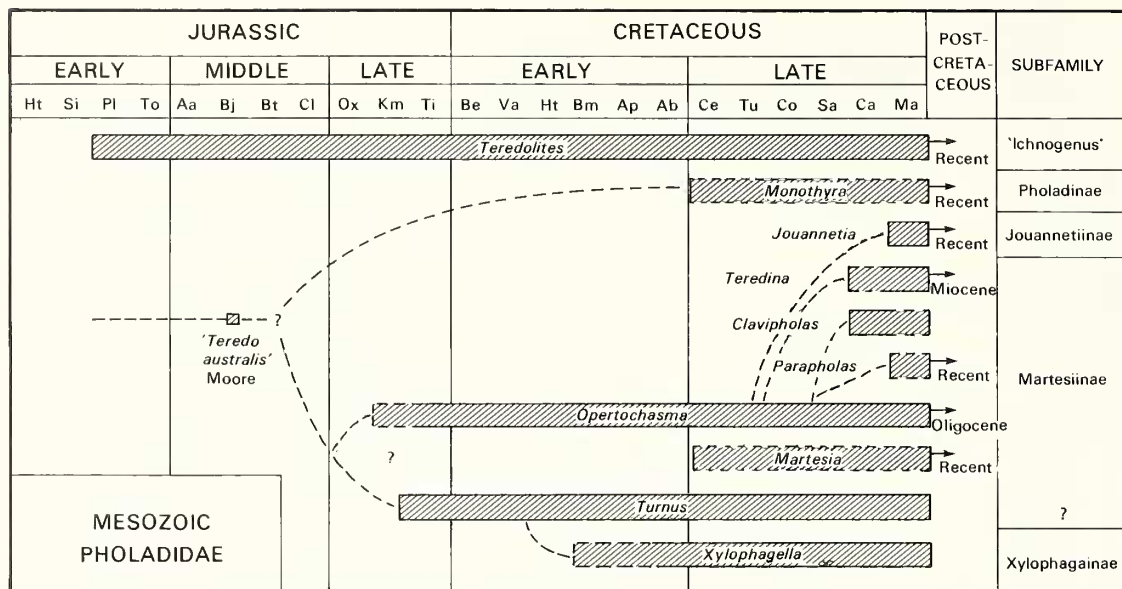 JURASSIC
CRETACEOUS
POST-
CRETA-
CEOUS
SUBFAMILY
EARLY
MIDDLE
LATE
EARLY
LATE
Ht Si Pl To Aa Bj Bt Cl Ox Km Ti Be Va Ht Bm Ap Ab Ce Tu Co Sa Ca Ma
Teredolites
Recent
'Ichnogenus'
Monothyra
Recent
Pholadinae
Jouannetia
Recent
Jouannetiinae
Teredina
Miocene
?
'Teredo
australis'
Moore
Clavipholas
Parapholas
Recent
Martesiinae
Opertochasma
Oligocene
?
Martesia
Recent
Turnus
?
Xylophagella
Xylophagainae
MESOZOIC
PHOLADIDAE